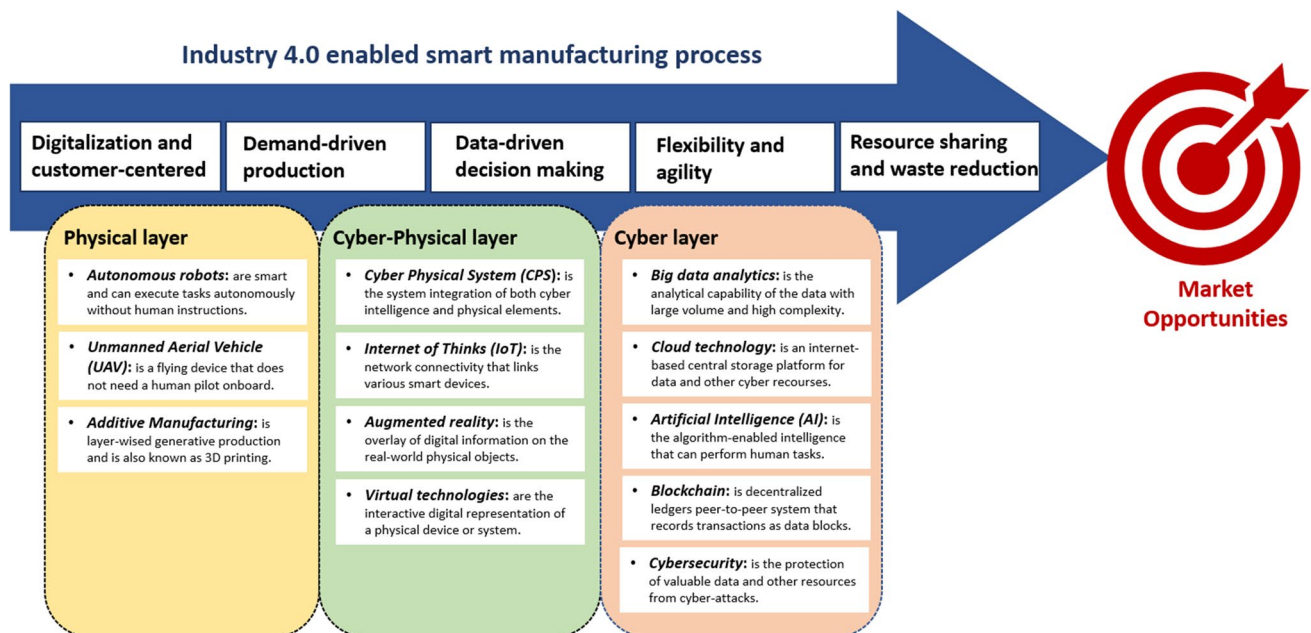 Industry 4.0 enabled smart manufacturing process
Digitalization and
customer-centered
Demand-driven
production
Data-driven
decision making
Flexibility and
agility
Resource sharing
and waste reduction
Market
Opportunities
Physical layer
• Autonomous robots: are smart
and can execute tasks autonomously
without human instructions.
• Unmanned Aerial Vehicle
(UAV): is a flying device that does
not need a human pilot onboard.
• Additive Manufacturing: is
layer-wised generative production
and is also known as 3D printing.
Cyber-Physical layer
• Cyber Physical System (CPS): is
the system integration of both cyber
intelligence and physical elements.
• Internet of Thinks (IoT): is the
network connectivity that links
various smart devices.
• Augmented reality: is the
overlay of digital information on the
real-world physical objects.
• Virtual technologies: are the
interactive digital representation of
a physical device or system.
Cyber layer
• Big data analytics: is the
analytical capability of the data with
large volume and high complexity.
• Cloud technology: is an internet-
based central storage platform for
data and other cyber recourses.
• Artificial Intelligence (AI): is
the algorithm-enabled intelligence
that can perform human tasks.
• Blockchain: is decentralized
ledgers peer-to-peer system that
records transactions as data blocks.
• Cybersecurity: is the protection
of valuable data and other resources
from cyber-attacks.